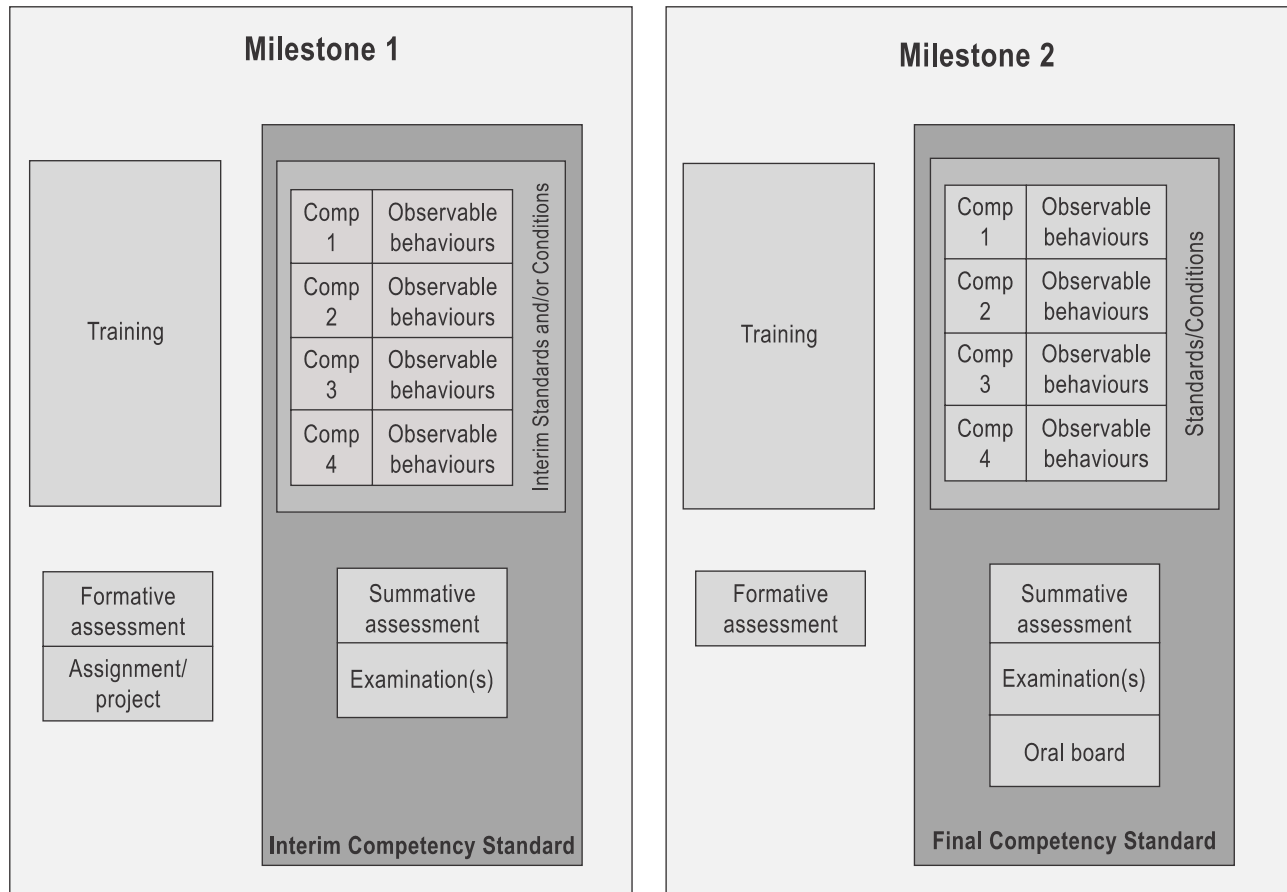 Milestone 1
Training
Comp
1
Observable
behaviours
Comp
2
Observable
behaviours
Comp
3
Observable
behaviours
Comp
4
Observable
behaviours
Interim Standards and/or Conditions
Formative
assessment
Assignment/
project
Summative
assessment
Examination(s)
Interim Competency Standard
Milestone 2
Training
Comp
1
Observable
behaviours
Comp
2
Observable
behaviours
Comp
3
Observable
behaviours
Comp
4
Observable
behaviours
Standards/Conditions
Formative
assessment
Summative
assessment
Examination(s)
Oral board
Final Competency Standard